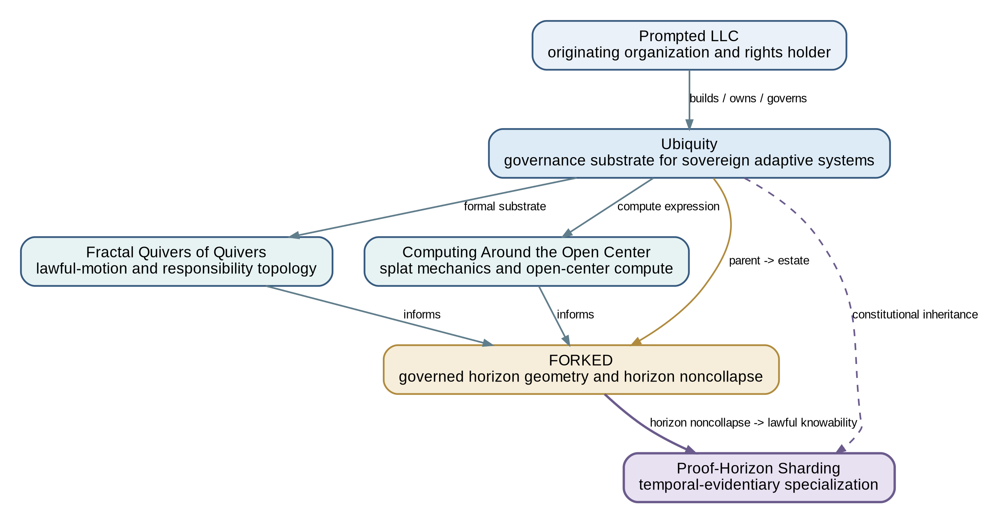 Prompted LLC
originating organization and rights holder
builds / owns / governs
Ubiquity
governance substrate for sovereign adaptive systems
formal substrate
compute expression
Fractal Quivers of Quivers
lawful-motion and responsibility topology
Computing Around the Open Center
splat mechanics and open-center compute
parent -> estate
informs
informs
constitutional inheritance
FORKED
governed horizon geometry and horizon noncollapse
horizon noncollapse -> lawful knowability
Proof-Horizon Sharding
temporal-evidentiary specialization